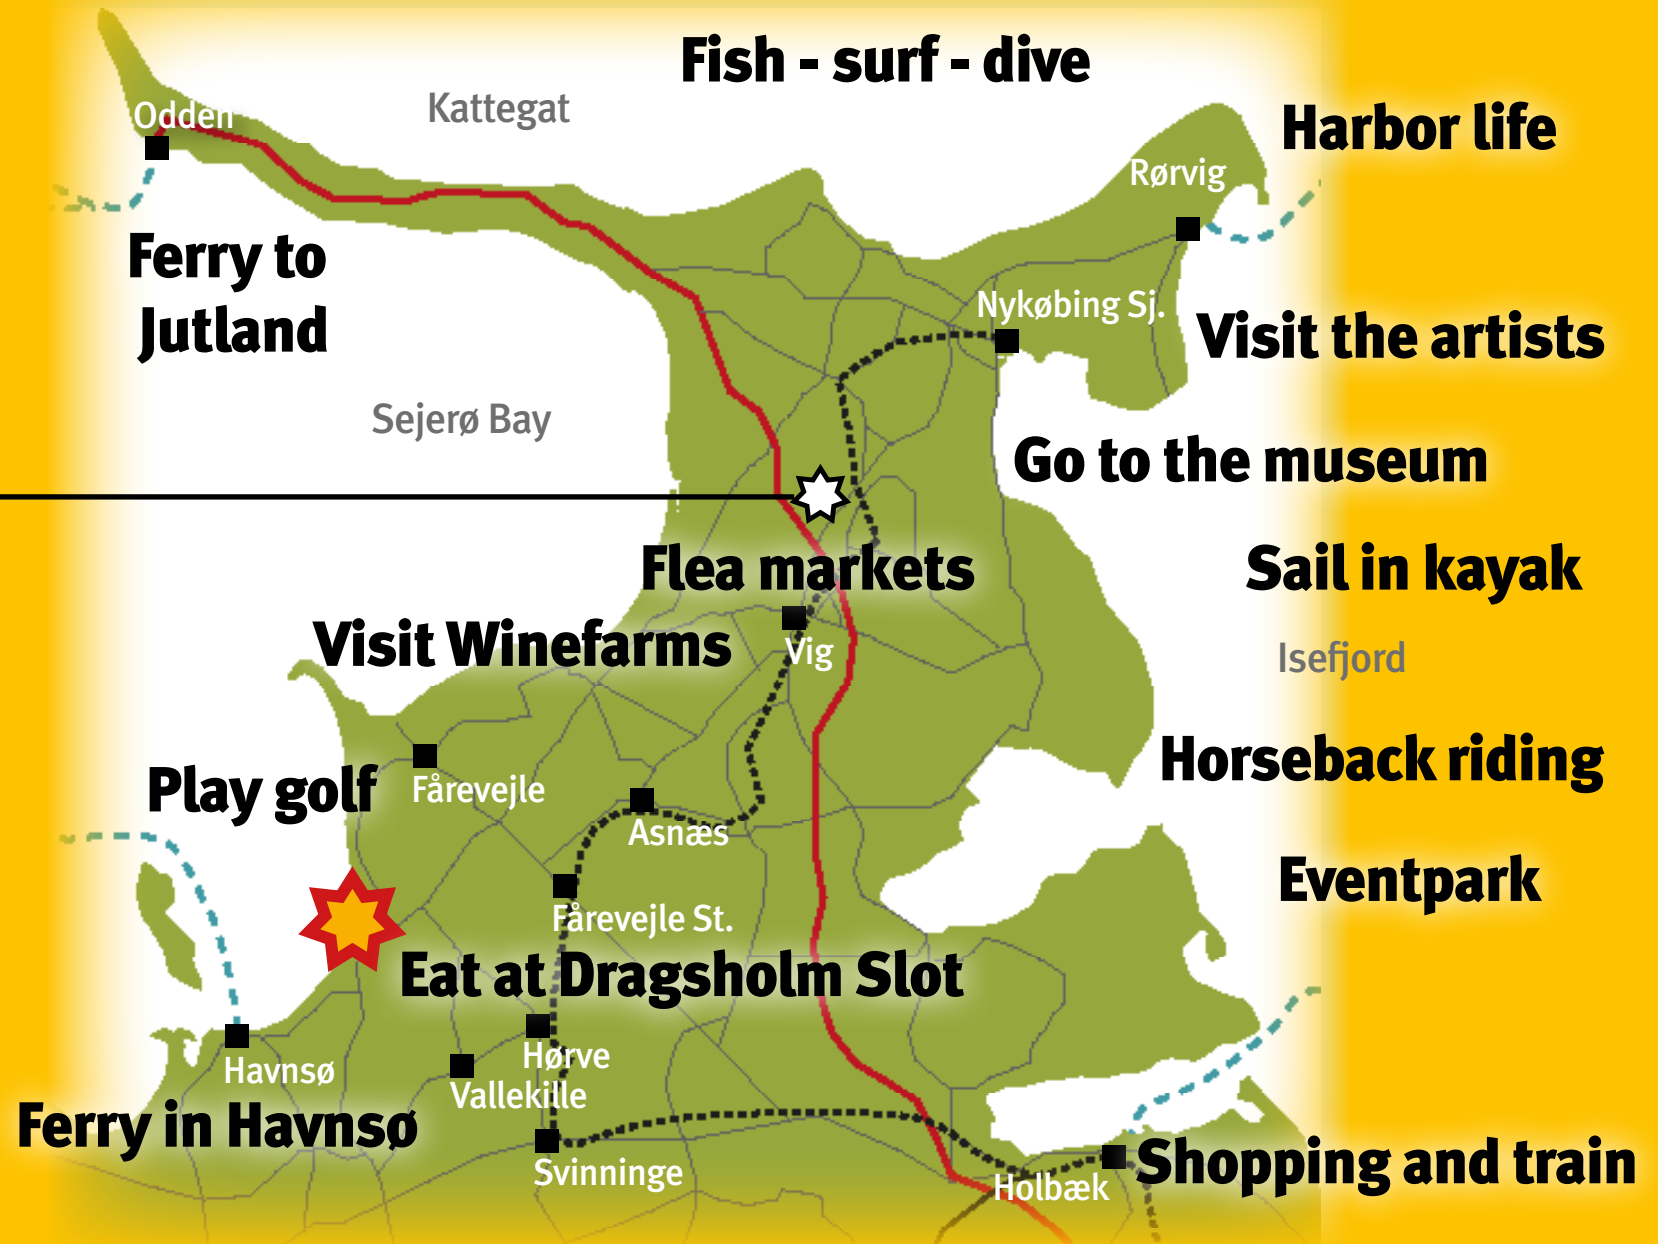 Fish - surf - dive
Kattegat
Odden
Harbor life
Rørvig
Ferry to
Jutland
Nykøbing Sj.
Visit the artists
Sejerø Bay
Go to the museum
Flea markets
Sail in kayak
Visit Winefarms
Vig
Isefjord
Horseback riding
Play golf
Fårevejle
Asnæs
Eventpark
Fårevejle St.
Eat at Dragsholm Slot
Hørve
Havnsø
Vallekille
Ferry in Havnsø
Svinninge
Shopping and train
Holbæk